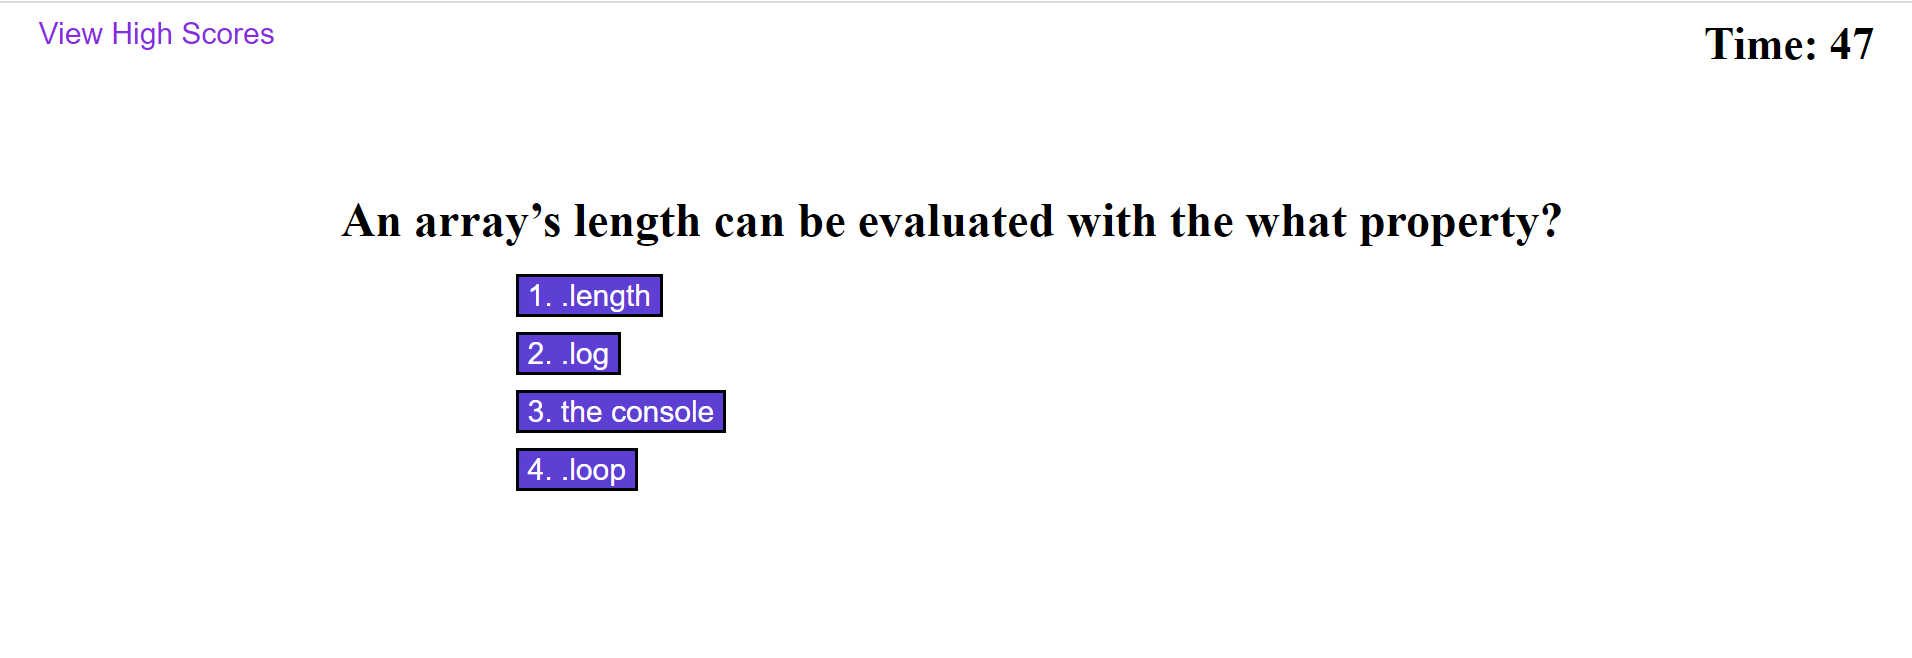 View High Scores
Time: 47
An array’s length can be evaluated with the what property?
1. .length
2. .log
3. the console
4. .loop